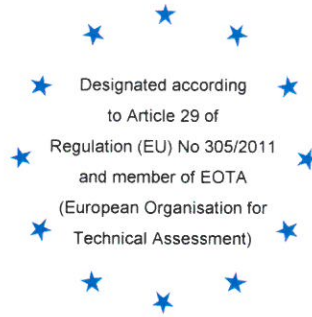 Designated according
to Article 29 of
Regulation (EU) No 305/2011
and member of EOTA
(European Organisation for
Technical Assessment)